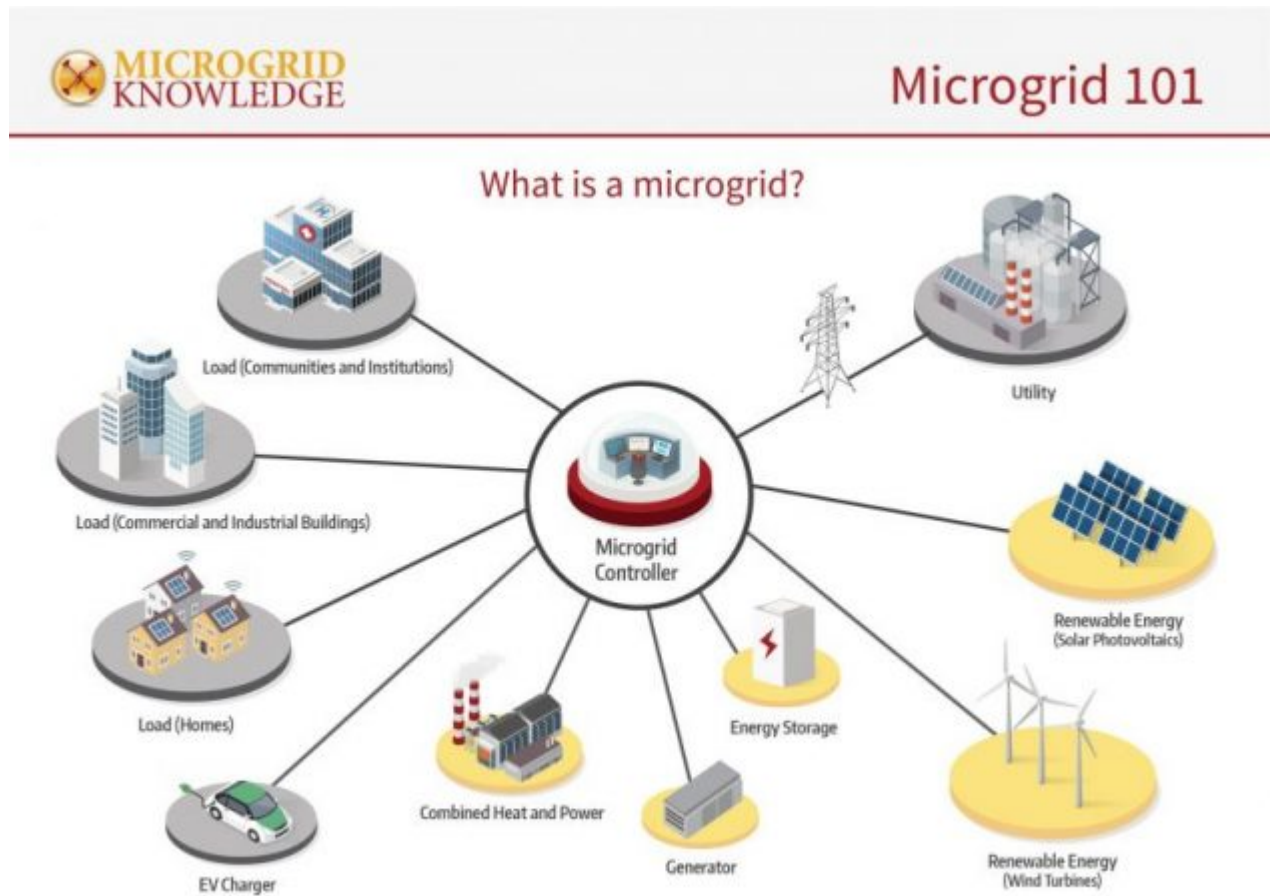 MICROGRID
KNOWLEDGE
Microgrid 101
What is a microgrid?
Load (Communities and Institutions)
Utility
Load (Commercial and Industrial Buildings)
Microgrid
Controller
Renewable Energy
(Solar Photovoltaics)
Load (Homes)
Energy Storage
Combined Heat and Power
Generator
Renewable Energy
(Wind Turbines)
EV Charger